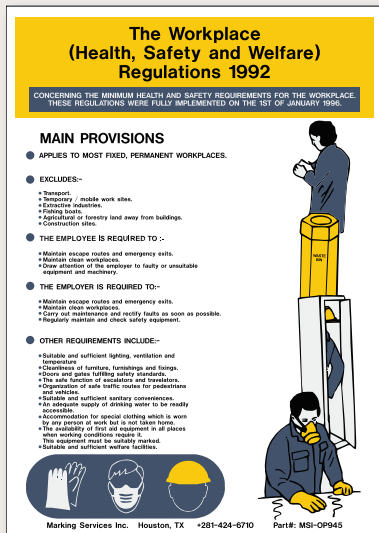 The Workplace
(Health, Safety and Welfare)
Regulations 1992
CONCERNING THE MINIMUM HEALTH AND SAFETY REQUIREMENTS FOR THE WORKPLACE.
THESE REGULATIONS WERE FULLY IMPLEMENTED ON THE 1ST OF JANUARY 1996.
MAIN PROVISIONS
APPLIES TO MOST FIXED, PERMANENT WORKPLACES.
EXCLUDES:-
Transport.
Temporary / mobile work sites.
Extractive industries.
Fishing boats.
Agricultural or forestry land away from buildings.
Construction sites.
THE EMPLOYEE IS REQUIRED TO :-
Maintain escape routes and emergency exits.
Maintain clean workplaces.
Draw attention of the employer to faulty or unsuitable
equipment and machinery.
THE EMPLOYER IS REQUIRED TO:-
Maintain escape routes and emergency exits.
Maintain clean workplaces.
Carry out maintenance and rectify faults as soon as possible.
Regularly maintain and check safety equipment.
OTHER REQUIREMENTS INCLUDE:-
Suitable and sufficient lighting, ventilation and
temperature
Cleanliness of furniture, furnishings and fixings.
Doors and gates fulfilling safety standards.
The safe function of escalators and travelators.
Organization of safe traffic routes for pedestrians
and vehicles.
Suitable and sufficient sanitary conveniences.
An adequate supply of drinking water to be readily
accessible.
Accommodation for special clothing which is worn
by any person at work but is not taken home.
The availability of first aid equipment in all places
when working conditions require it.
This equipment must be suitably marked.
Suitable and sufficient welfare facilities.
WASTE
BIN
Marking Services Inc. Houston, TX +281-424-6710 Part#: MSI-OP945